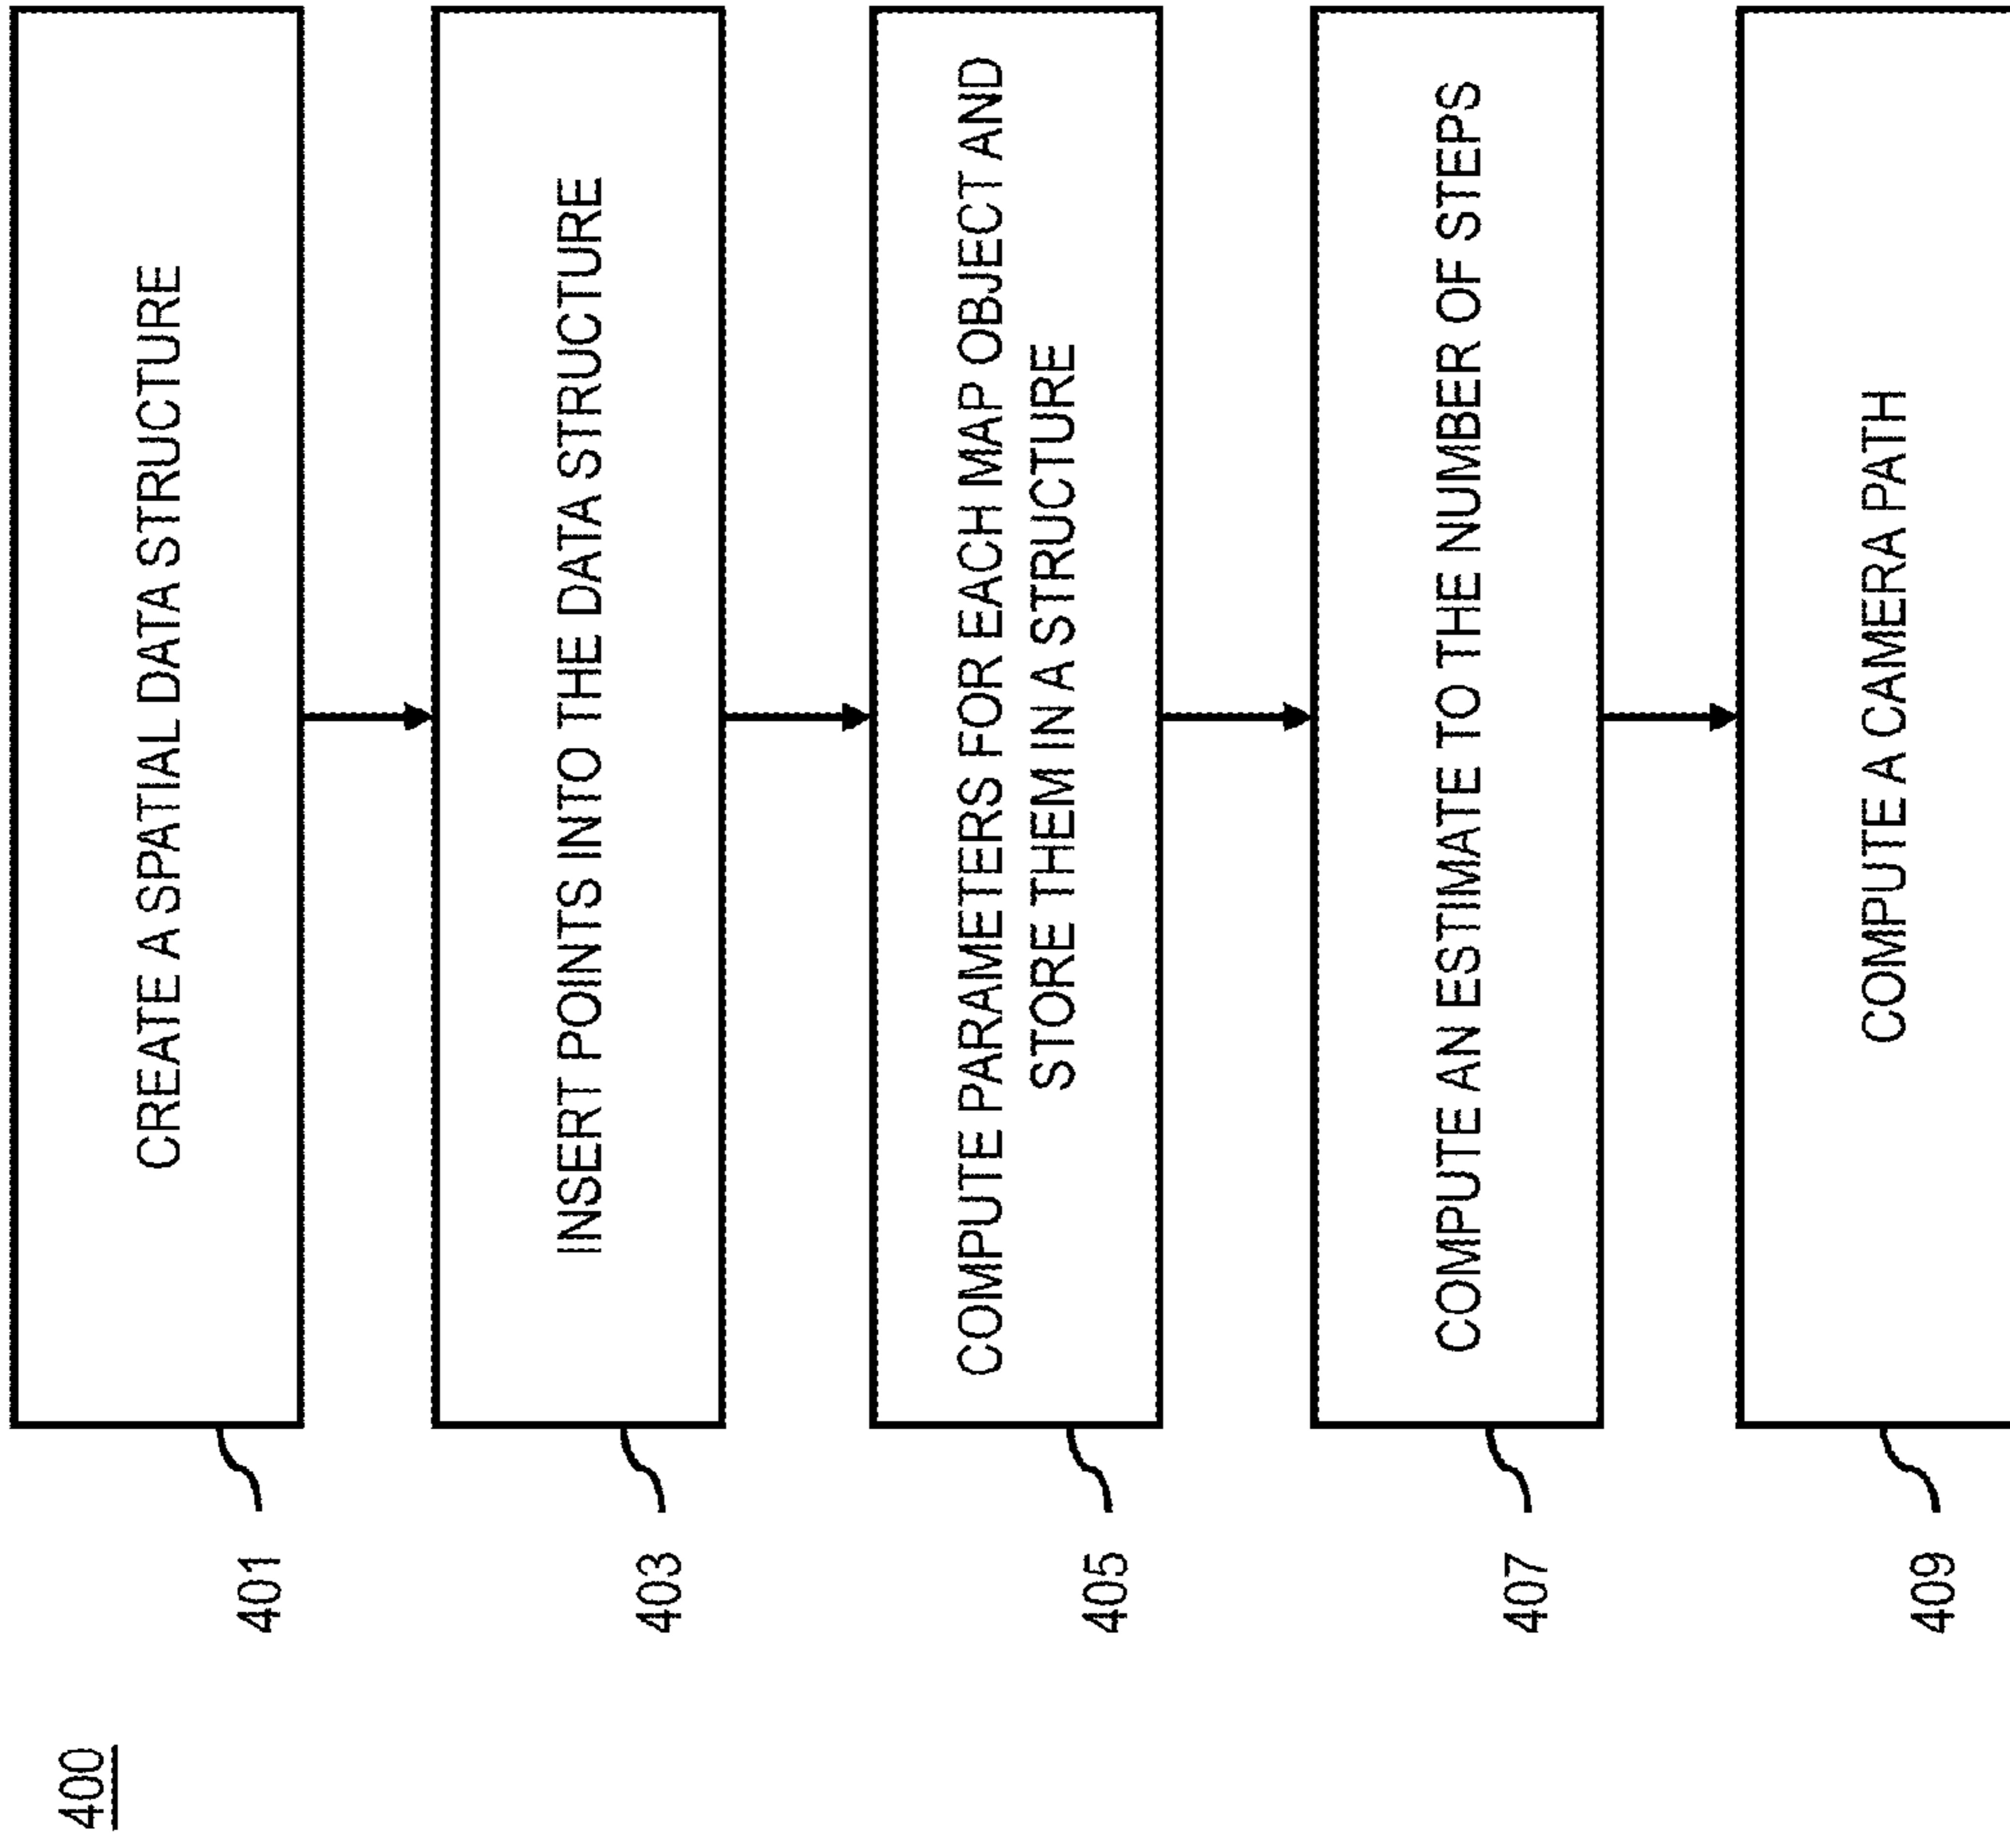 400
401
CREATE A SPATIAL DATA STRUCTURE
403
INSERT POINTS INTO THE DATA STRUCTURE
405
COMPUTE PARAMETERS FOR EACH MAP OBJECT AND
STORE THEM IN A STRUCTURE
407
COMPUTE AN ESTIMATE TO THE NUMBER OF STEPS
409
COMPUTE A CAMERA PATH